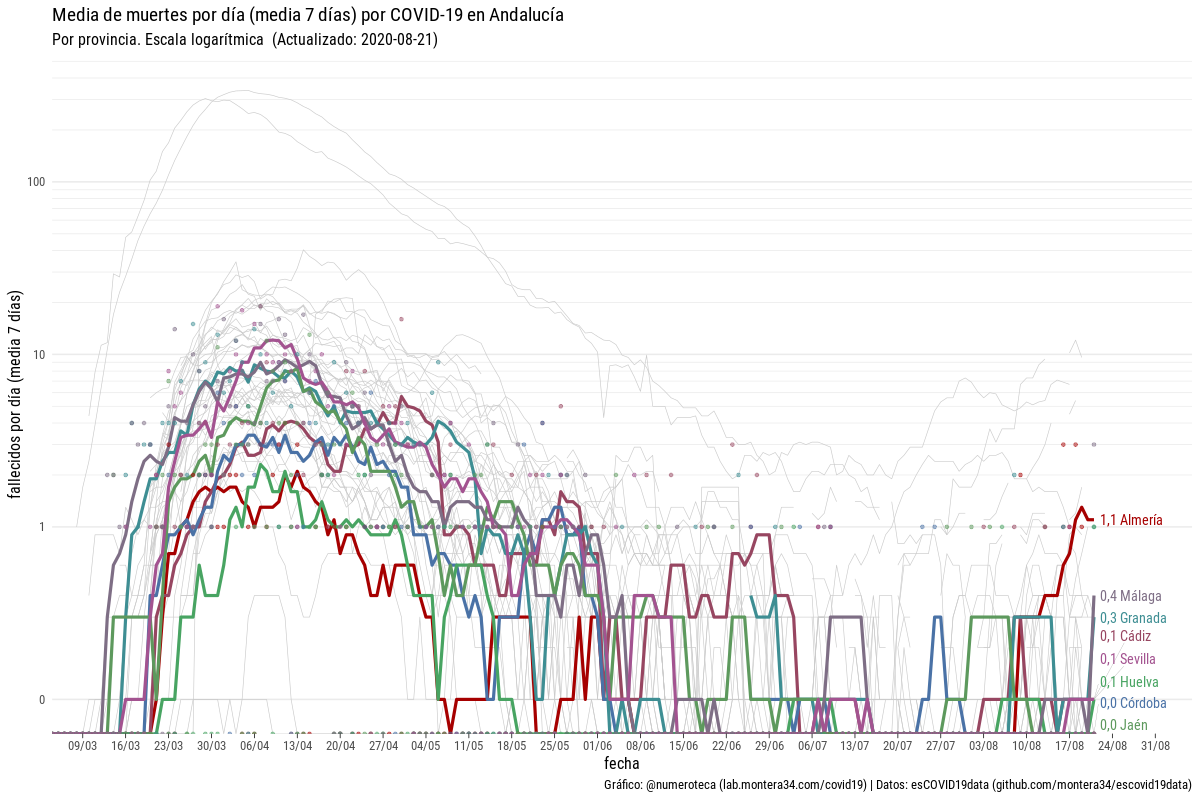 Media de muertes por día (media 7 días) por COVID-19 en Andalucía
Por provincia. Escala logarítmica  (Actualizado: 2020-08-21)
fallecidos por día (media  7 días)
100
10
1
0
1,1 Almería
0,4 Málaga
0,3 Granada
0,1 Cádiz
0,1 Sevilla
0,1 Huelva
0,0 Córdoba
0,0 Jaén
09/03 16/03 23/03 30/03 06/04 13/04 20/04 27/04 04/05 11/05 18/05 25/05 01/06 08/06 15/06 22/06 29/06 06/07 13/07 20/07 27/07 03/08 10/08 17/08 24/08 31/08
fecha
Gráfico: @numeroteca (lab.montera34.com/covid19) | Datos: esCOVID19data (github.com/montera34/escovid19data)